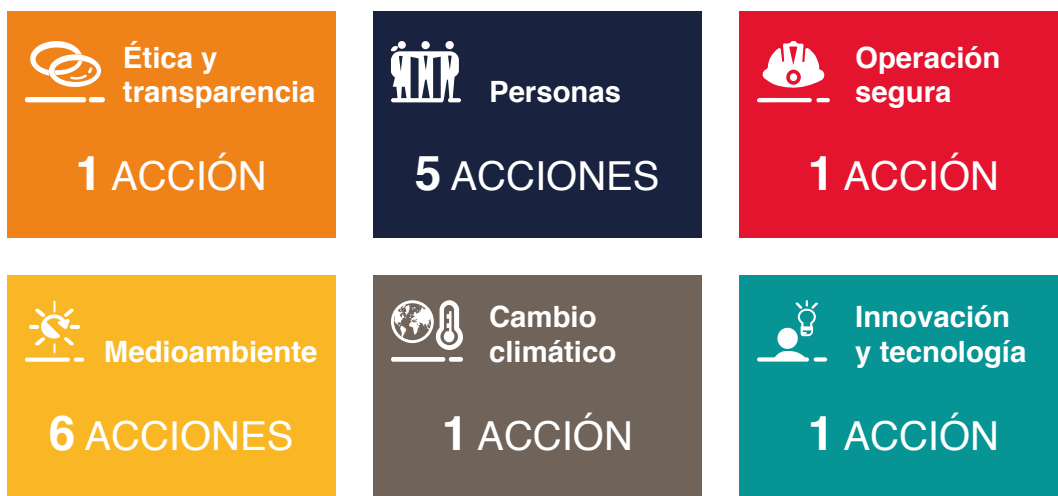 Ética y
transparencia
1 ACCIÓN
Personas
5 ACCIONES
Operación
segura
1 ACCIÓN
Medioambiente
6 ACCIONES
Cambio
climático
1 ACCIÓN
Innovación
y tecnología
1 ACCIÓN